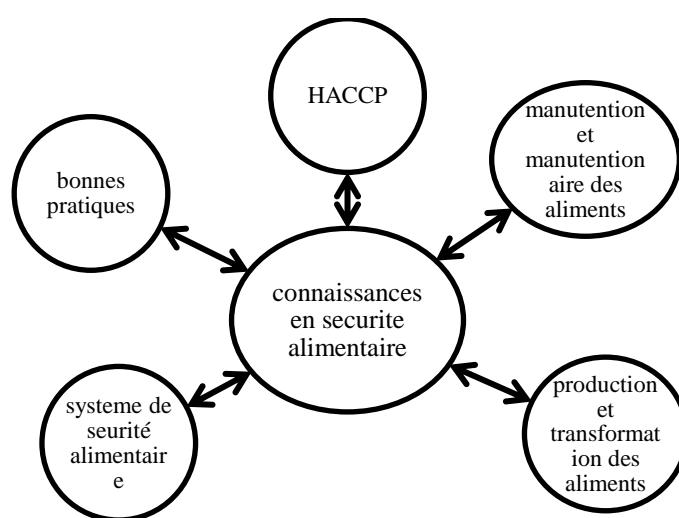 HACCP
manutention
et
manutention
aire des
aliments
bonnes
pratiques
connaissances
en sècurite
alimentaire
systeme de
seurité
alimentair
e
production
et
transformat
ion des
aliments